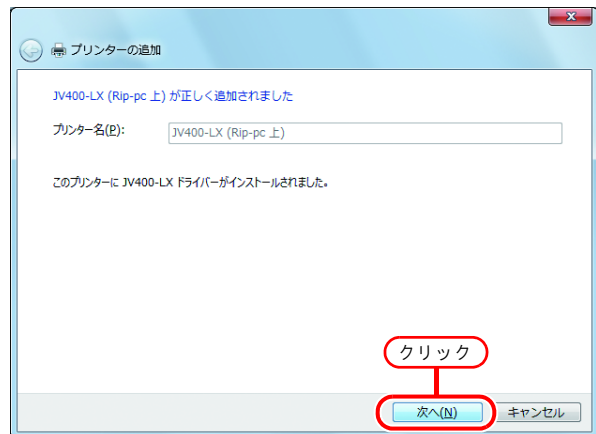 プリンターの追加
JV400-LX (Rip-pc 上) が正しく追加されました
プリンター名(P): JV400-LX (Rip-pc 上)
このプリンターに JV400-LX ドライバーがインストールされました。
クリック
次へ(N) キャンセル